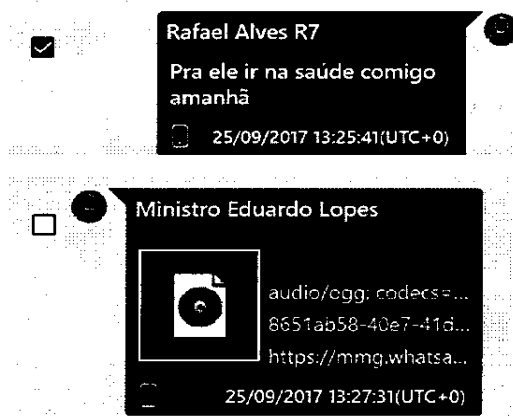 Rafael Alves R7
Pra ele ir na saúde comigo
amanhã
25/09/2017 13:25:41(UTC+0)
Ministro Eduardo Lopes
audio/ogg; codecs=...
8651ab58-40e7-41d...
https://mmg.whatsa...
25/09/2017 13:27:31(UTC+0)